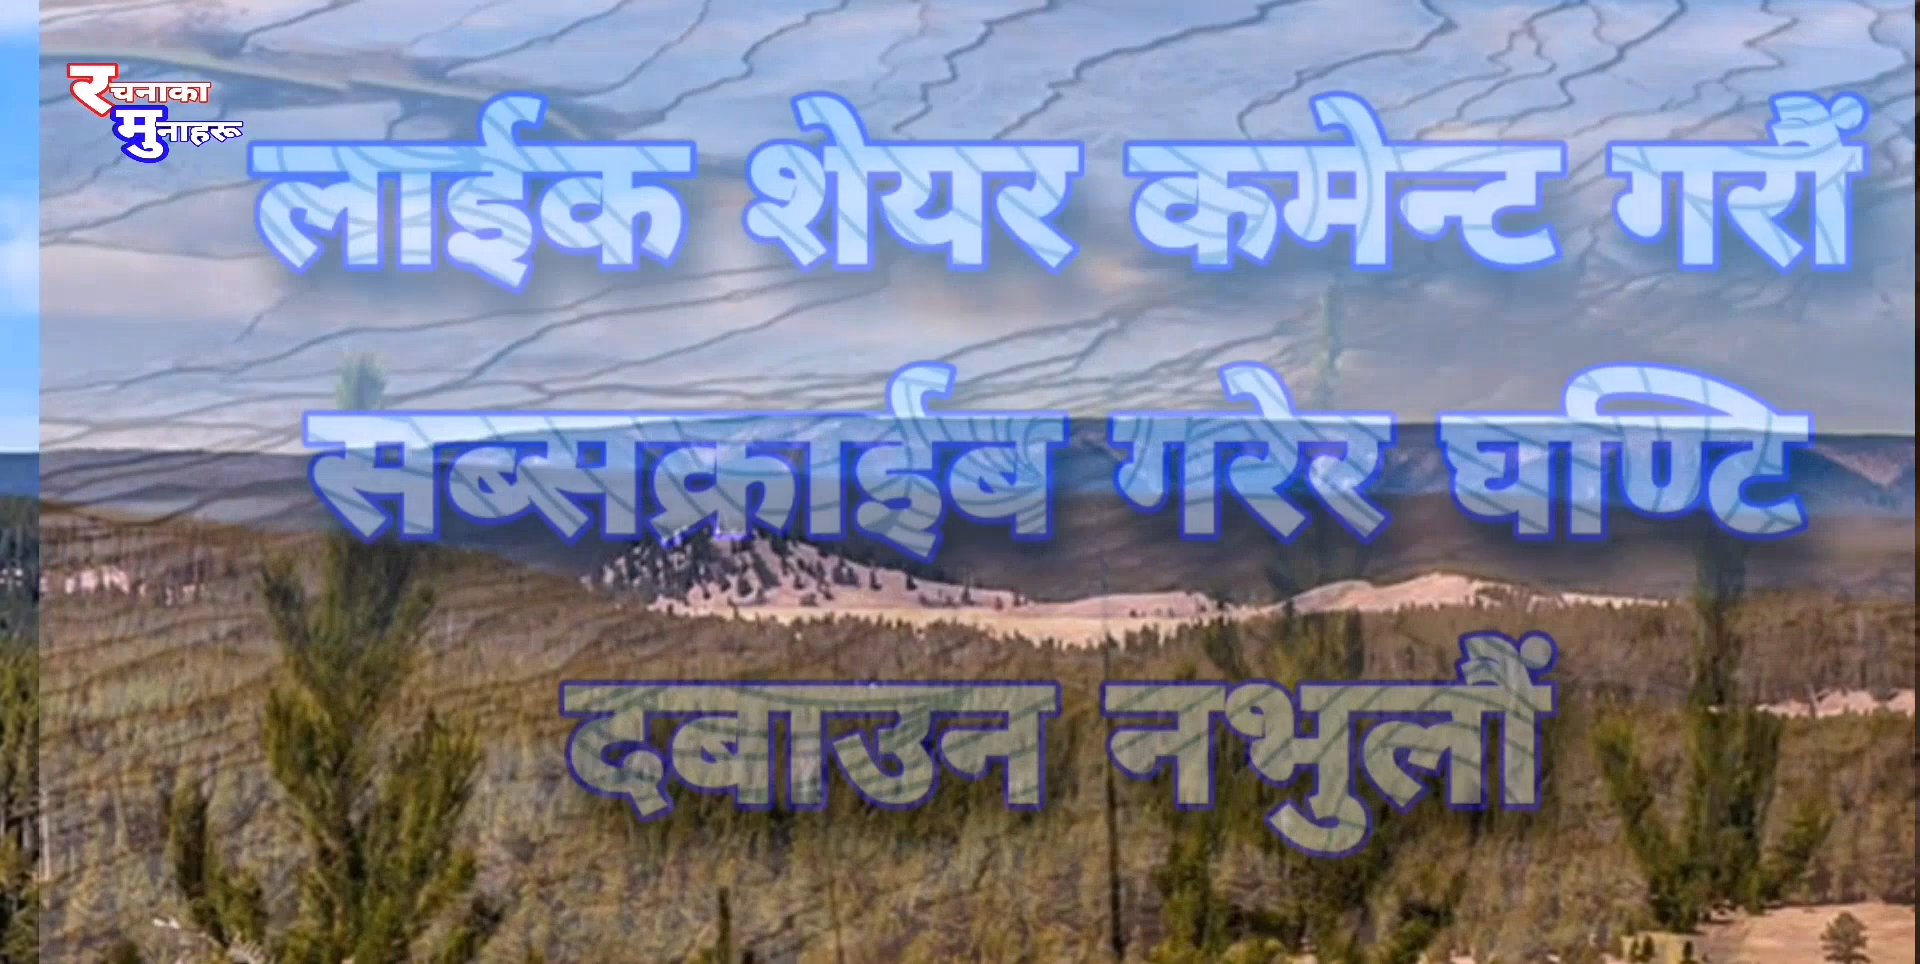 रचनाका
मुनाहरू
लाईक शेयर कमेन्ट गरौं
सब्सक्राईब गरेर घण्टि
दबाउन नभुलौं